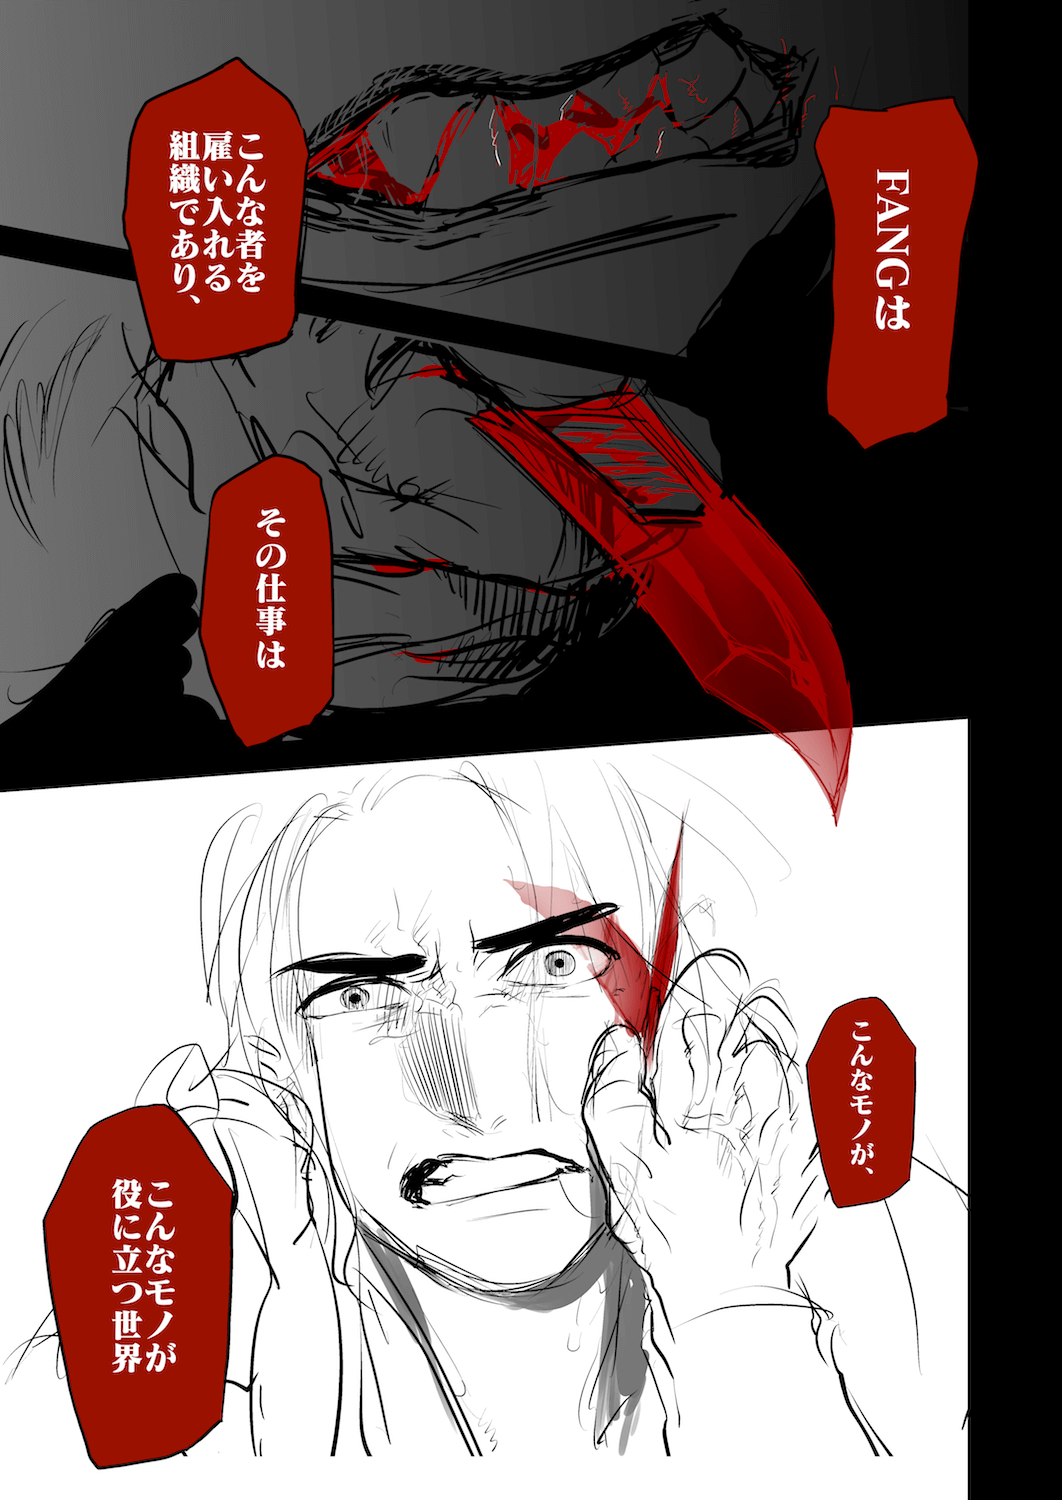 FANGは
こんな者を
雇い入れる
組織であり、
その仕事は
こんなモノが、
こんなモノが
役に立つ世界